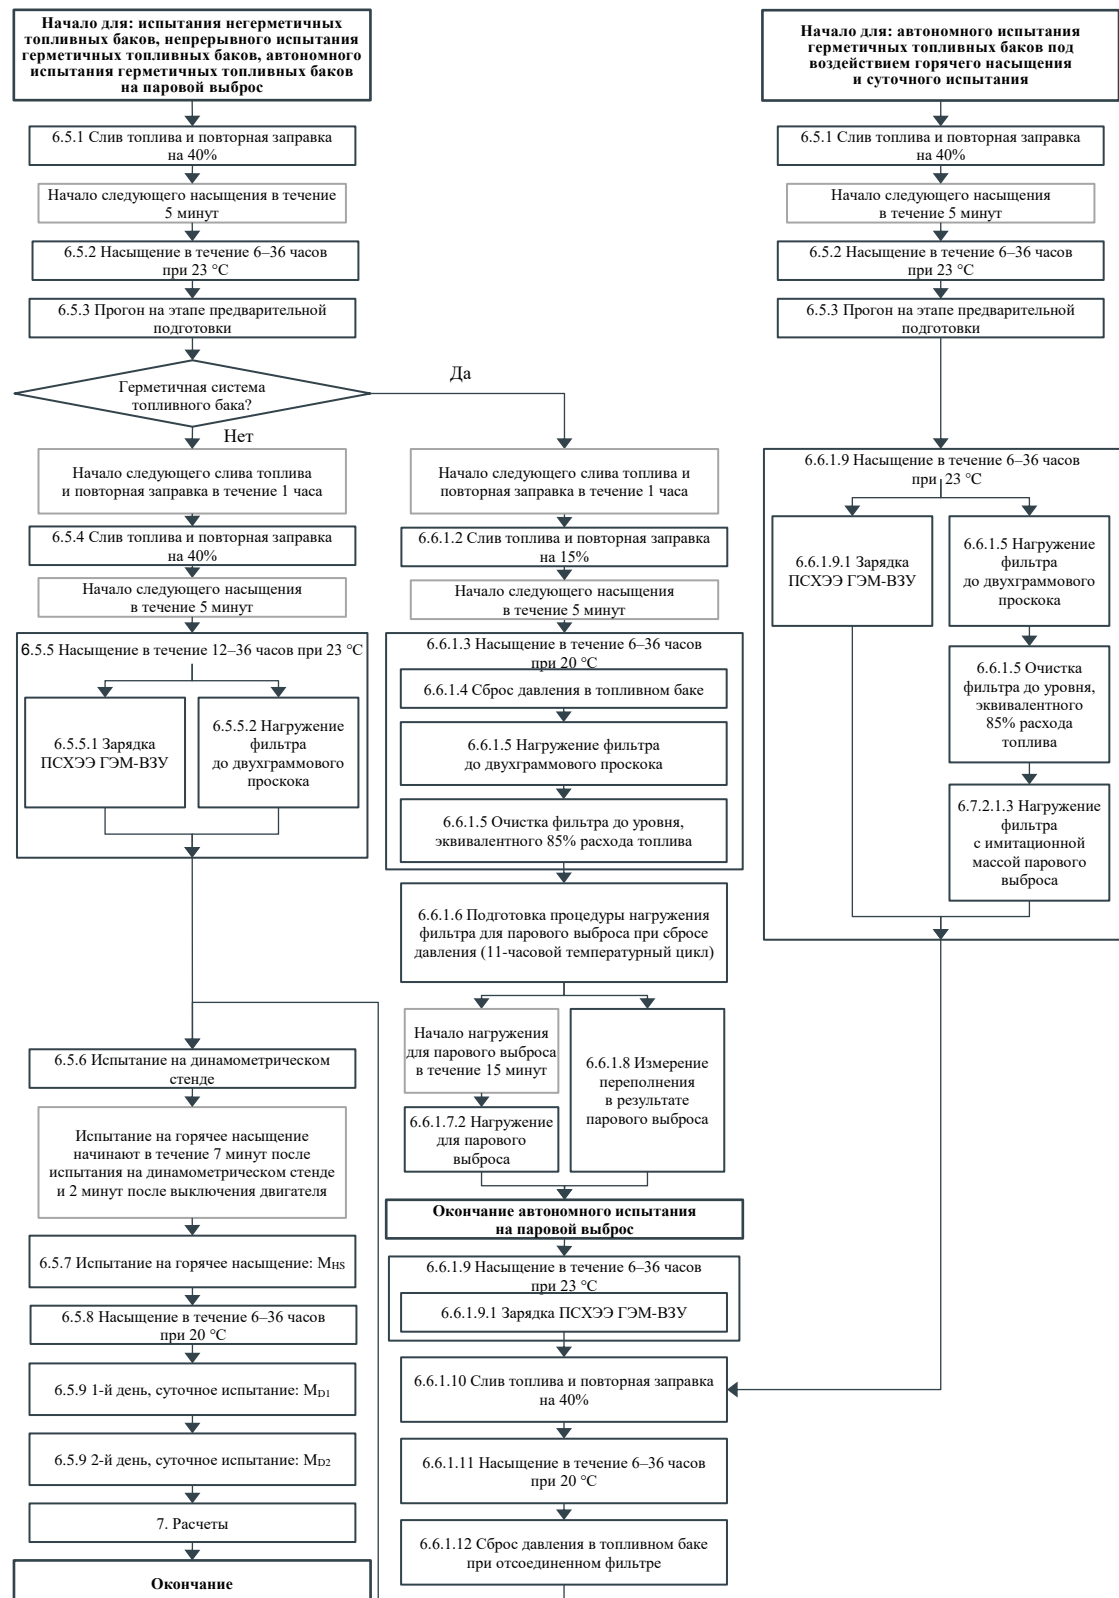 Начало для: испытания негерметичных
топливных баков, непрерывного испытания
герметичных топливных баков, автономного
испытания герметичных топливных баков
на паровой выброс
6.5.1 Слив топлива и повторная заправка
на 40%
Начало следующего насыщения в течение
5 минут
6.5.2 Насыщение в течение 6–36 часов
при 23 °C
6.5.3 Прогон на этапе предварительной
подготовки
Герметичная система
топливного бака?
Да
Нет
Начало следующего слива топлива
и повторная заправка в течение 1 часа
6.5.4 Слив топлива и повторная заправка
на 40%
Начало следующего насыщения
в течение 5 минут
6.5.5 Насыщение в течение 12–36 часов при 23 °C
6.5.5.1 Зарядка
ПСХЭЭ ГЭМ-ВЗУ
6.5.5.2 Нагружение
фильтра
до двухграммового
проскока
6.5.6 Испытание на динамометрическом
стенде
Испытание на горячее насыщение
начинают в течение 7 минут после
испытания на динамометрическом стенде
и 2 минут после выключения двигателя
6.5.7 Испытание на горячее насыщение: MHS
6.5.8 Насыщение в течение 6–36 часов
при 20 °C
6.5.9 1-й день, суточное испытание: MD1
6.5.9 2-й день, суточное испытание: MD2
7. Расчеты
Окончание
Начало следующего слива топлива и
повторная заправка в течение 1 часа
6.6.1.2 Слив топлива и повторная заправка
на 15%
Начало следующего насыщения
в течение 5 минут
6.6.1.3 Насыщение в течение 6–36 часов
при 20 °C
6.6.1.4 Сброс давления в топливном баке
6.6.1.5 Нагружение фильтра
до двухграммового проскока
6.6.1.5 Очистка фильтра до уровня,
эквивалентного 85% расхода топлива
6.6.1.6 Подготовка процедуры нагружения
фильтра для парового выброса при сбросе
давления (11-часовой температурный цикл)
Начало нагружения
для парового выброса
в течение 15 минут
6.6.1.7.2 Нагружение
для парового
выброса
6.6.1.8 Измерение
переполнения
в результате
парового выброса
Окончание автономного испытания
на паровой выброс
6.6.1.9 Насыщение в течение 6–36 часов
при 23 °C
6.6.1.9.1 Зарядка ПСХЭЭ ГЭМ-ВЗУ
6.6.1.10 Слив топлива и повторная заправка
на 40%
6.6.1.11 Насыщение в течение 6–36 часов
при 20 °C
6.6.1.12 Сброс давления в топливном баке
при отсоединенном фильтре
Начало для: автономного испытания
герметичных топливных баков под
воздействием горячего насыщения
и суточного испытания
6.5.1 Слив топлива и повторная заправка
на 40%
Начало следующего насыщения
в течение 5 минут
6.5.2 Насыщение в течение 6–36 часов
при 23 °C
6.5.3 Прогон на этапе предварительной
подготовки
6.6.1.9 Насыщение в течение 6–36 часов
при 23 °C
6.6.1.9.1 Зарядка
ПСХЭЭ ГЭМ-ВЗУ
6.6.1.5 Нагружение
фильтра
до двухграммового
проскока
6.6.1.5 Очистка
фильтра до уровня,
эквивалентного
85% расхода
топлива
6.7.2.1.3 Нагружение
фильтра
с имитационной
массой парового
выброса